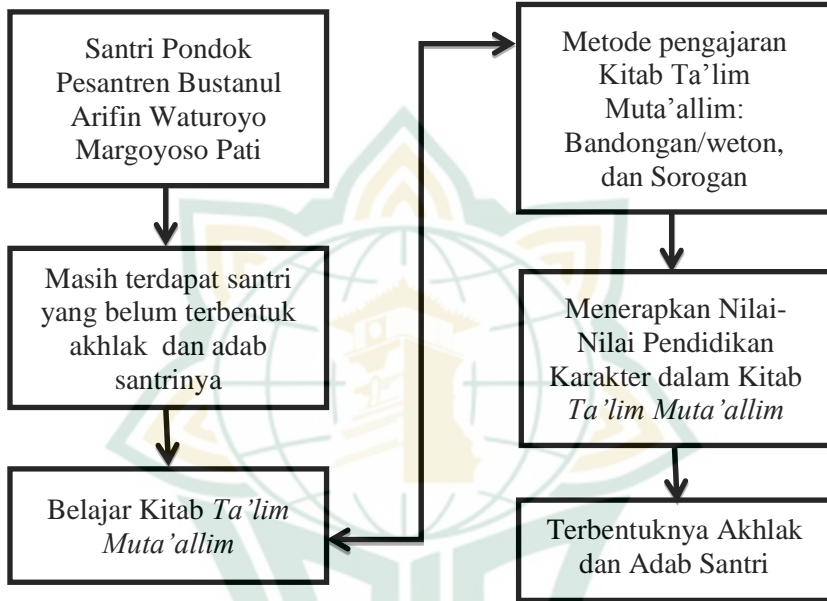 Santri Pondok
Pesantren Bustanul
Arifin Waturoyo
Margoyoso Pati
Masih terdapat santri
yang belum terbentuk
akhlak dan adab
santrinya
Belajar Kitab Ta’lim
Muta’allim
Metode pengajaran
Kitab Ta’lim
Muta’allim:
Bandongan/weton,
dan Sorogan
Menerapkan Nilai-
Nilai Pendidikan
Karakter dalam Kitab
Ta’lim Muta’allim
Terbentuknya Akhlak
dan Adab Santri